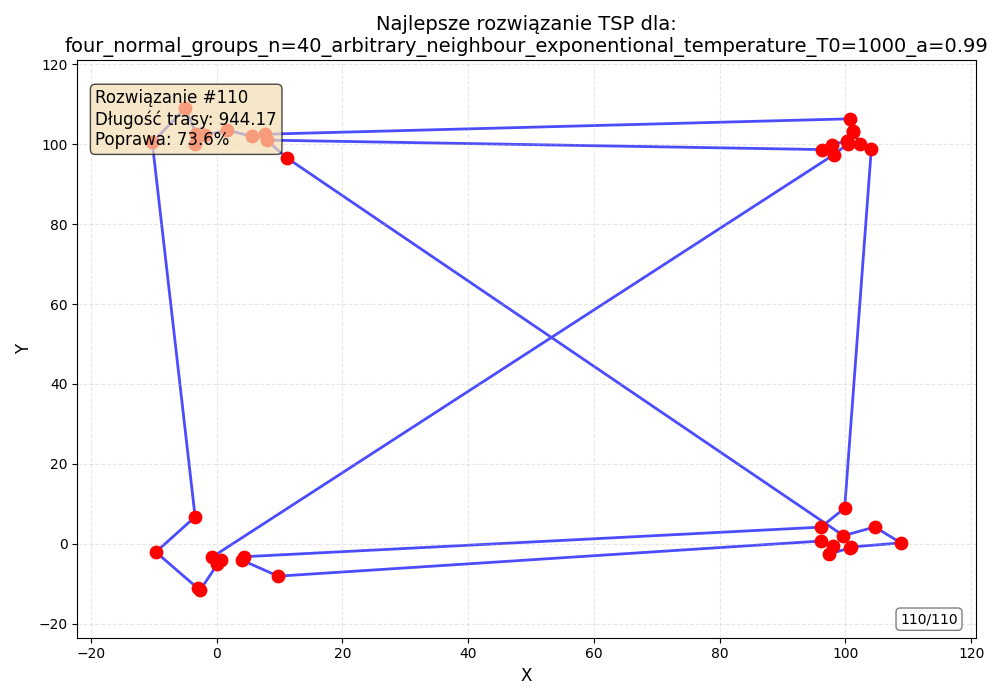 Najlepsze rozwiązanie TSP dla:
four_normal_groups_n=40_arbitrary_neighbour_exponential_temperature_T0=1000_a=0.99
120
100
80
60
40
20
0
−20
Y
Rozwiązanie #110
Długość trasy: 944.17
Poprawa: 73.6%
110/110
−20
0
20
40
60
80
100
120
X